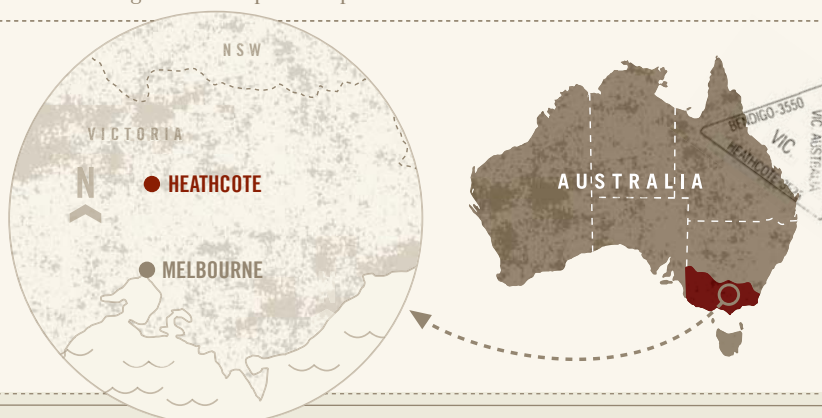 NSW
VICTORIA
N
HEATHCOTE
MELBOURNE
AUSTRALIA
BENDIGO-3550
VIC
HEATHCOTE
VIC AUSTRALIA